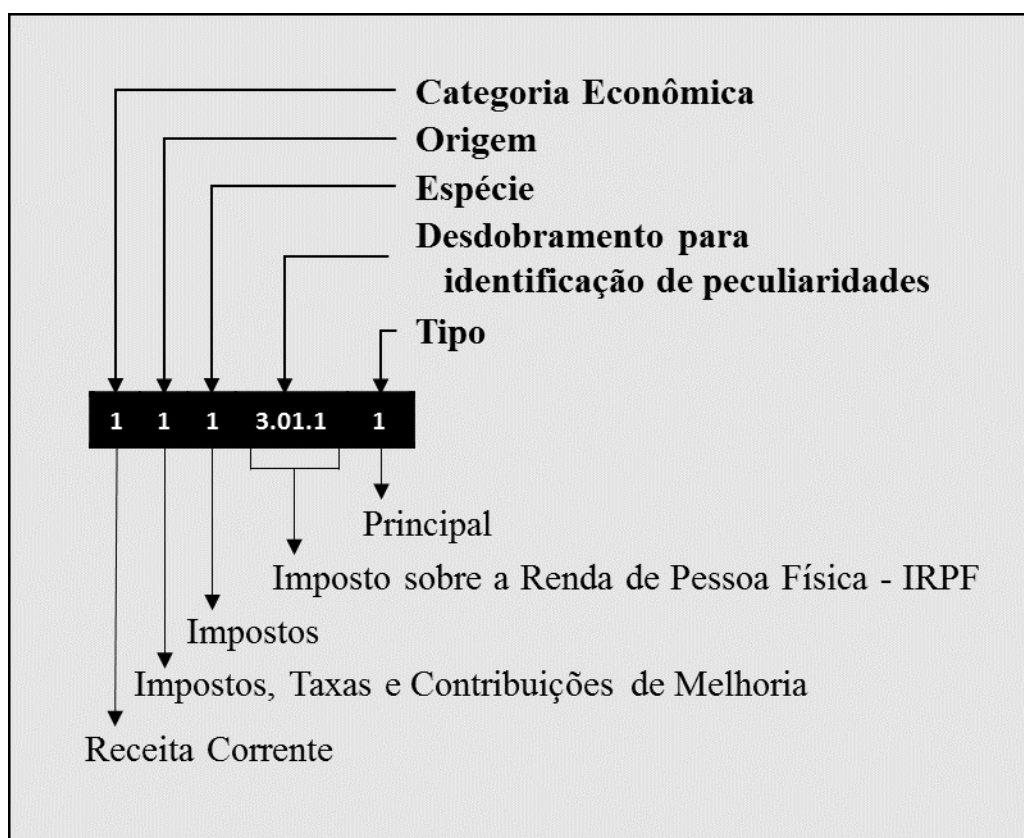 Categoria Econômica
Origem
Espécie
Desdobramento para
identificação de peculiaridades
Tipo
1 1 1 3.01.1 1
Principal
Imposto sobre a Renda de Pessoa Física - IRPF
Impostos
Impostos, Taxas e Contribuições de Melhoria
Receita Corrente